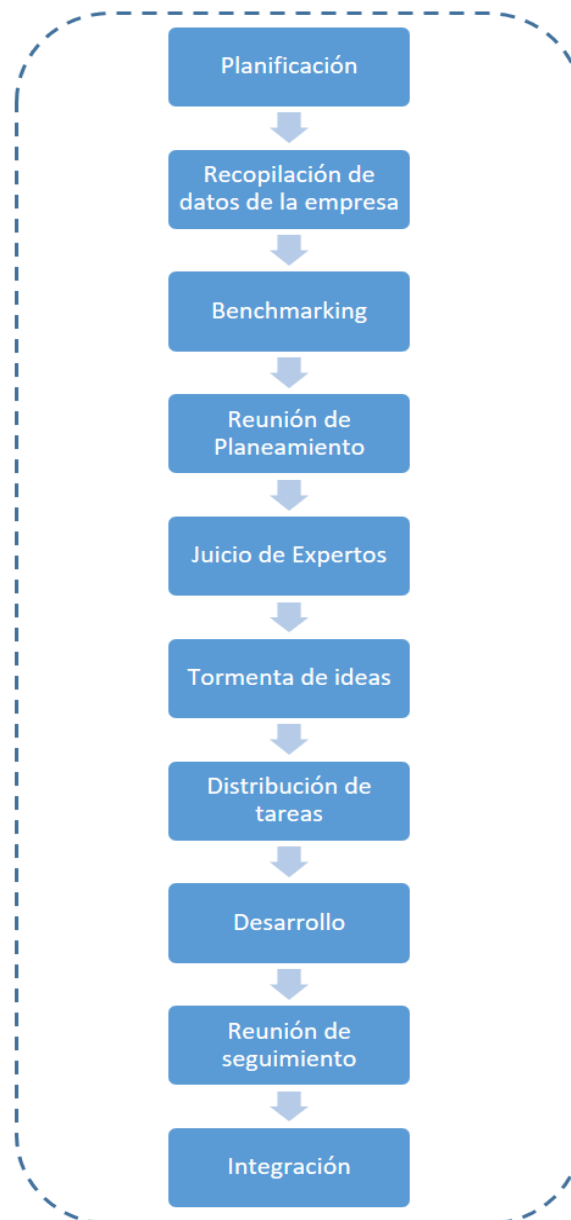 Planificación
Recopilación de
datos de la empresa
Benchmarking
Reunión de
Planeamiento
Juicio de Expertos
Tormenta de ideas
Distribución de
tareas
Desarrollo
Reunión de
seguimiento
Integración